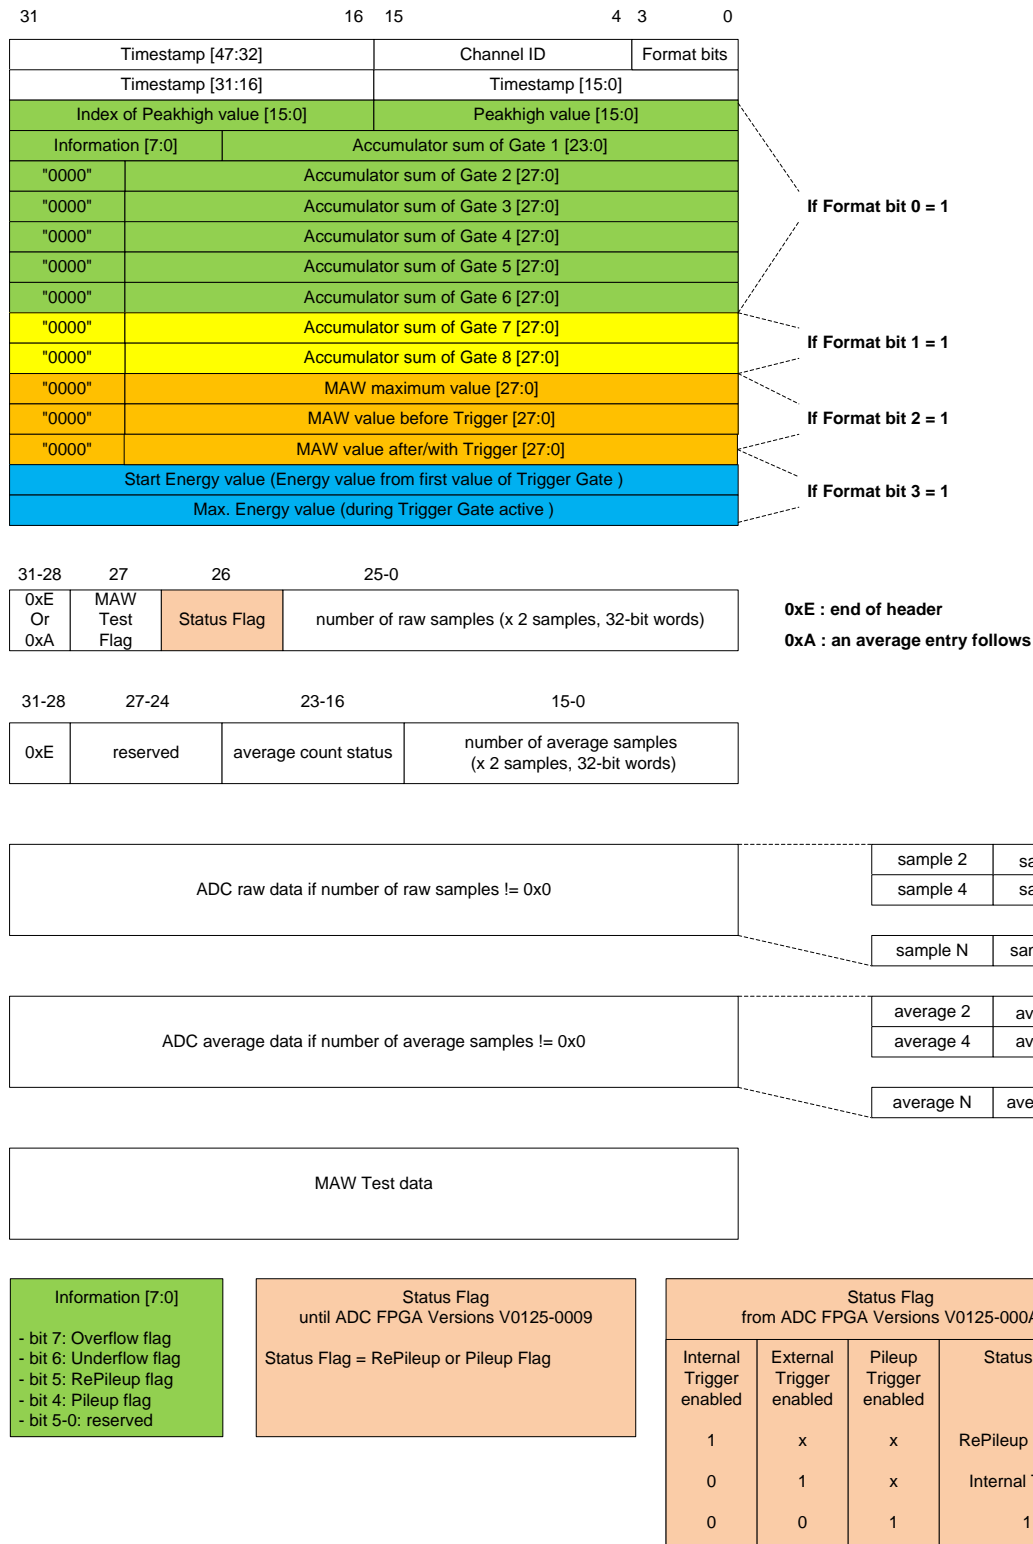 31 16 15 4 3 0
Timestamp [47:32] Channel ID Format bits
Timestamp [31:16] Timestamp [15:0]
Index of Peakhigh value [15:0] Peakhigh value [15:0]
Information [7:0] Accumulator sum of Gate 1 [23:0]
"0000" Accumulator sum of Gate 2 [27:0]
"0000" Accumulator sum of Gate 3 [27:0]
If Format bit 0 = 1
"0000" Accumulator sum of Gate 4 [27:0]
"0000" Accumulator sum of Gate 5 [27:0]
"0000" Accumulator sum of Gate 6 [27:0]
"0000" Accumulator sum of Gate 7 [27:0]
If Format bit 1 = 1
"0000" Accumulator sum of Gate 8 [27:0]
"0000" MAW maximum value [27:0]
"0000" MAW value before Trigger [27:0]
If Format bit 2 = 1
"0000" MAW value after/with Trigger [27:0]
Start Energy value (Energy value from first value of Trigger Gate )
If Format bit 3 = 1
Max. Energy value (during Trigger Gate active )
31-28 27 26 25-0
0xE
Or
0xA
MAW
Test
Flag
Status Flag
number of raw samples (x 2 samples, 32-bit words)
0xE : end of header
0xA : an average entry follows
31-28 27-24 23-16 15-0
0xE reserved average count status
number of average samples
(x 2 samples, 32-bit words)
ADC raw data if number of raw samples != 0x0
sample 2
sample 4
sample N
ADC average data if number of average samples != 0x0
average 2
average 4
average N
MAW Test data
Information [7:0]
- bit 7: Overflow flag
- bit 6: Underflow flag
- bit 5: RePileup flag
- bit 4: Pileup flag
- bit 5-0: reserved
Status Flag
until ADC FPGA Versions V0125-0009
Status Flag = RePileup or Pileup Flag
Status Flag
from ADC FPGA Versions V0125-000A
Internal
Trigger
enabled
External
Trigger
enabled
Pileup
Trigger
enabled
Status
1 x x RePileup
0 1 x Internal
0 0 1 1